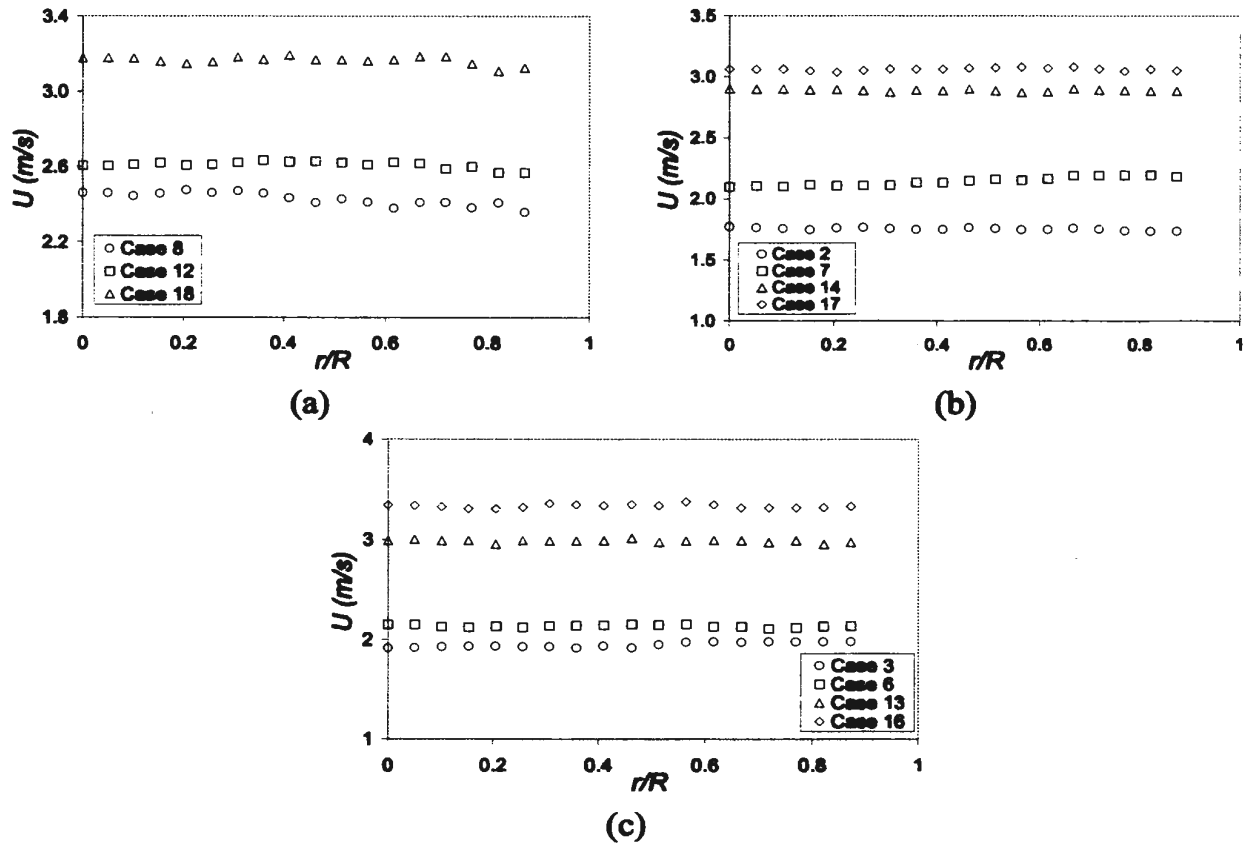 3.4
3.0
2.6
2.2
1.8
U (m/s)
Case 8
Case 12
Case 18
0 0.2 0.4 0.6 0.8 1
r/R
(a)
3.5
3.0
2.5
2.0
1.5
1.0
U (m/s)
Case 2
Case 7
Case 14
Case 17
0 0.2 0.4 0.6 0.8 1
r/R
(b)
4
3
2
1
U (m/s)
Case 3
Case 6
Case 13
Case 16
0 0.2 0.4 0.6 0.8 1
r/R
(c)